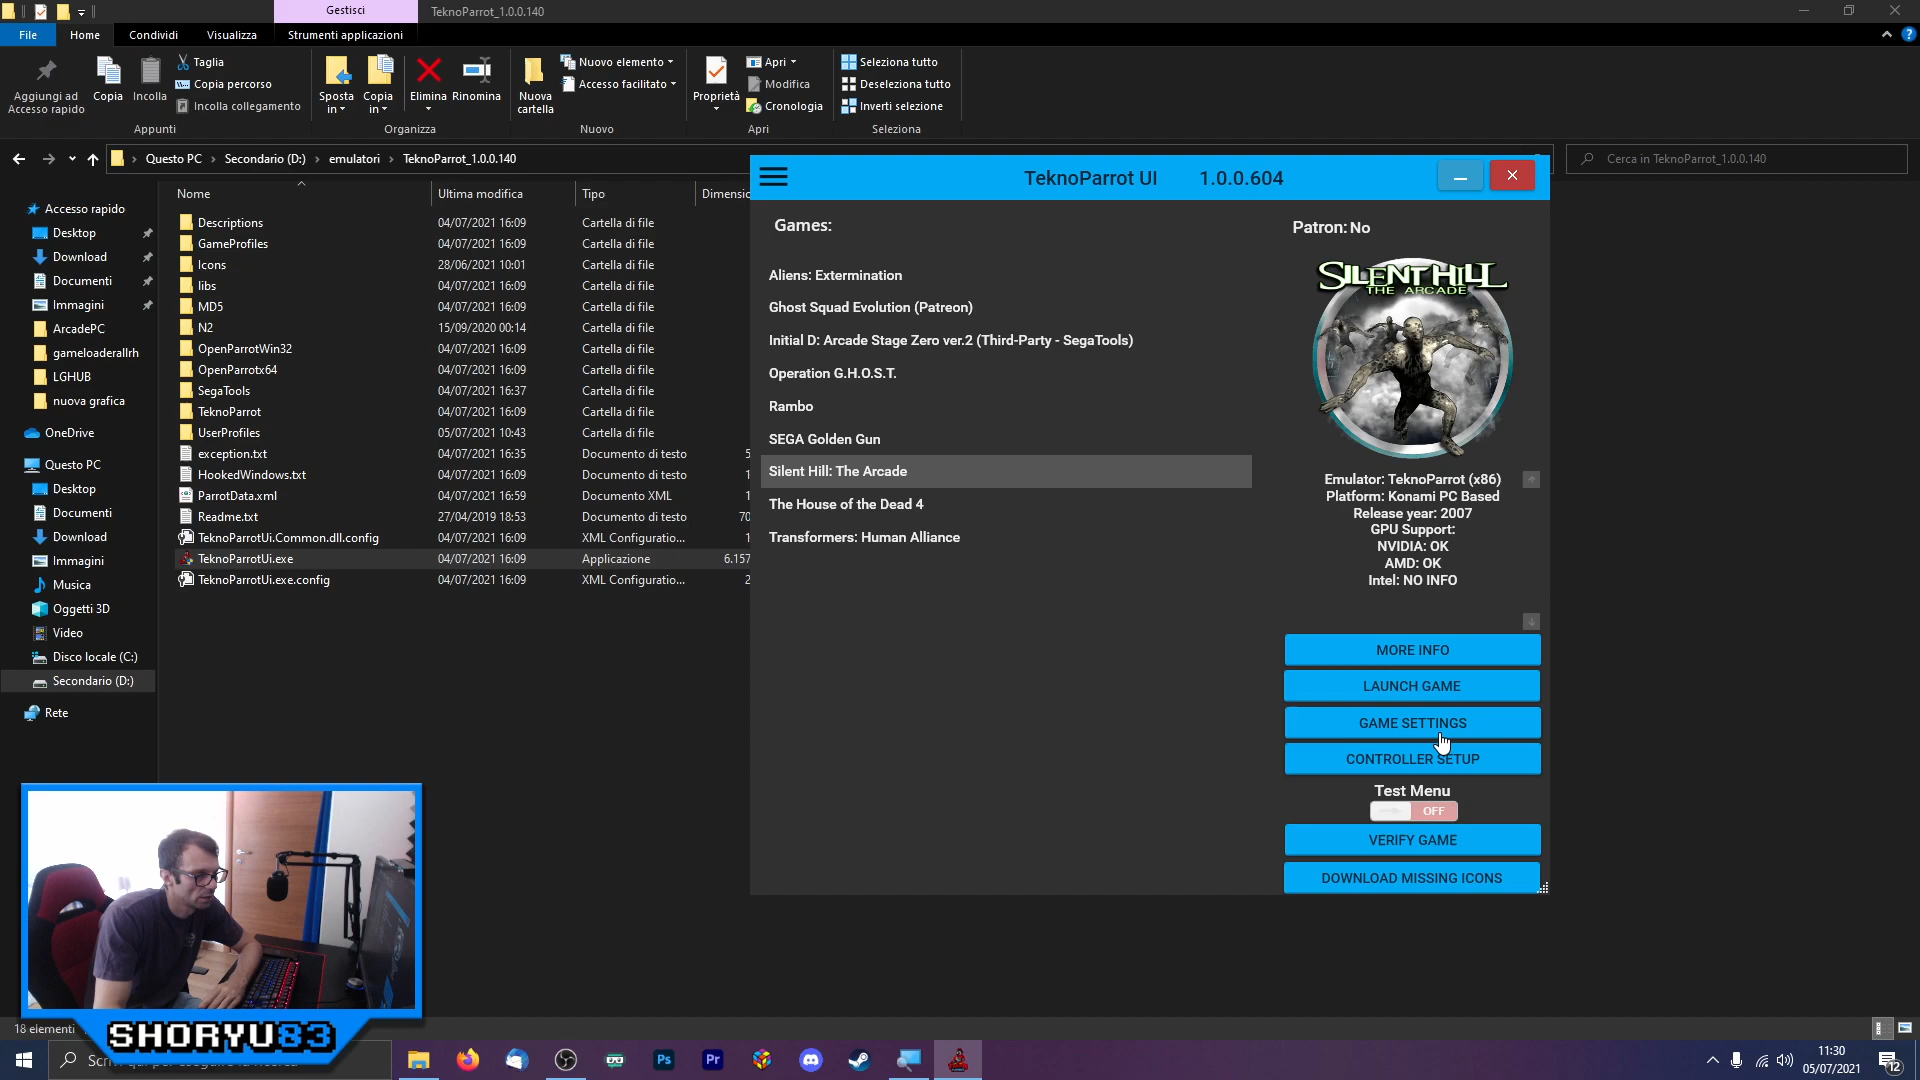 Gestisci
TeknoParrot_1.0.0.140
File
Home
Condividi
Visualizza
Strumenti applicazioni
Aggiungi ad
Accesso rapido
Copia
Incolla
Taglia
Copia percorso
Incolla collegamento
Appunti
Sposta
in
Copia
in
Elimina
Rinomina
Organizza
Nuova
cartella
Nuovo elemento
Accesso facilitato
Nuovo
Proprietà
Apri
Modifica
Cronologia
Apri
Seleziona tutto
Deseleziona tutto
Inverti selezione
Seleziona
Questo PC
Secondario (D:)
emulatori
TeknoParrot_1.0.0.140
Cerca in TeknoParrot_1.0.0.140
Accesso rapido
Desktop
Download
Documenti
Immagini
ArcadePC
gameloaderallrh
LGHUB
nuova grafica
OneDrive
Questo PC
Desktop
Documenti
Download
Immagini
Musica
Oggetti 3D
Video
Disco locale (C:)
Secondario (D:)
Rete
Nome Ultima modifica Tipo Dimensio
Descriptions 04/07/2021 16:09 Cartella di file
GameProfiles 04/07/2021 16:09 Cartella di file
Icons 28/06/2021 10:01 Cartella di file
libs 04/07/2021 16:09 Cartella di file
MD5 04/07/2021 16:09 Cartella di file
N2 15/09/2020 00:14 Cartella di file
OpenParrotWin32 04/07/2021 16:09 Cartella di file
OpenParrotx64 04/07/2021 16:09 Cartella di file
SegaTools 04/07/2021 16:37 Cartella di file
TeknoParrot 04/07/2021 16:09 Cartella di file
UserProfiles 05/07/2021 10:43 Cartella di file
exception.txt 04/07/2021 16:35 Documento di testo 5
HookedWindows.txt 04/07/2021 16:09 Documento di testo 1
ParrotData.xml 04/07/2021 16:59 Documento XML 1
Readme.txt 27/04/2019 18:53 Documento di testo 70
TeknoParrotUi.Common.dll.config 04/07/2021 16:09 XML Configuratio... 1
TeknoParrotUi.exe 04/07/2021 16:09 Applicazione 6.157
TeknoParrotUi.exe.config 04/07/2021 16:09 XML Configuratio... 2
TeknoParrot UI 1.0.0.604
Games:
Aliens: Extermination
Ghost Squad Evolution (Patreon)
Initial D: Arcade Stage Zero ver.2 (Third-Party - SegaTools)
Operation G.H.O.S.T.
Rambo
SEGA Golden Gun
Silent Hill: The Arcade
The House of the Dead 4
Transformers: Human Alliance
Patron: No
SILENT HILL
THE ARCADE
Emulator: TeknoParrot (x86)
Platform: Konami PC Based
Release year: 2007
GPU Support:
NVIDIA: OK
AMD: OK
Intel: NO INFO
MORE INFO
LAUNCH GAME
GAME SETTINGS
CONTROLLER SETUP
Test Menu
OFF
VERIFY GAME
DOWNLOAD MISSING ICONS
18 elementi
SHORYU83
Ps
Pr
11:30
05/07/2021
12